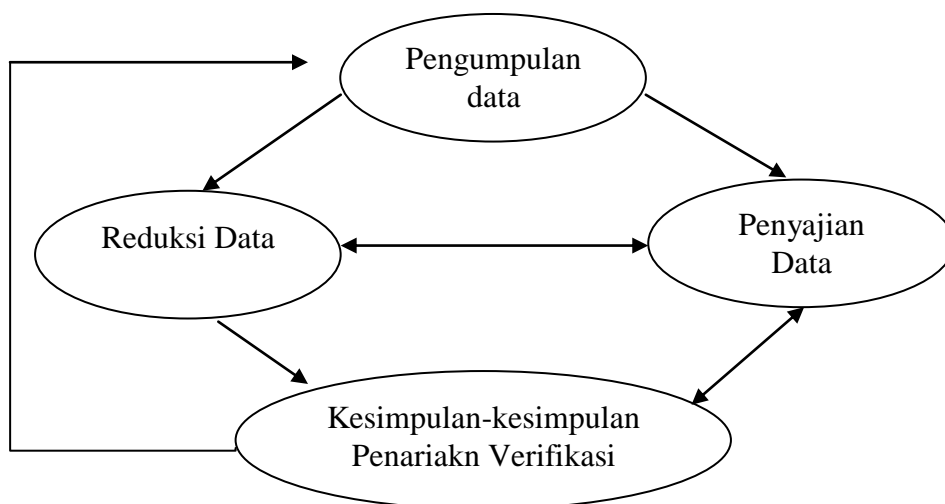 Pengumpulan
data
Reduksi Data
Penyajian
Data
Kesimpulan-kesimpulan
Penariakn Verifikasi